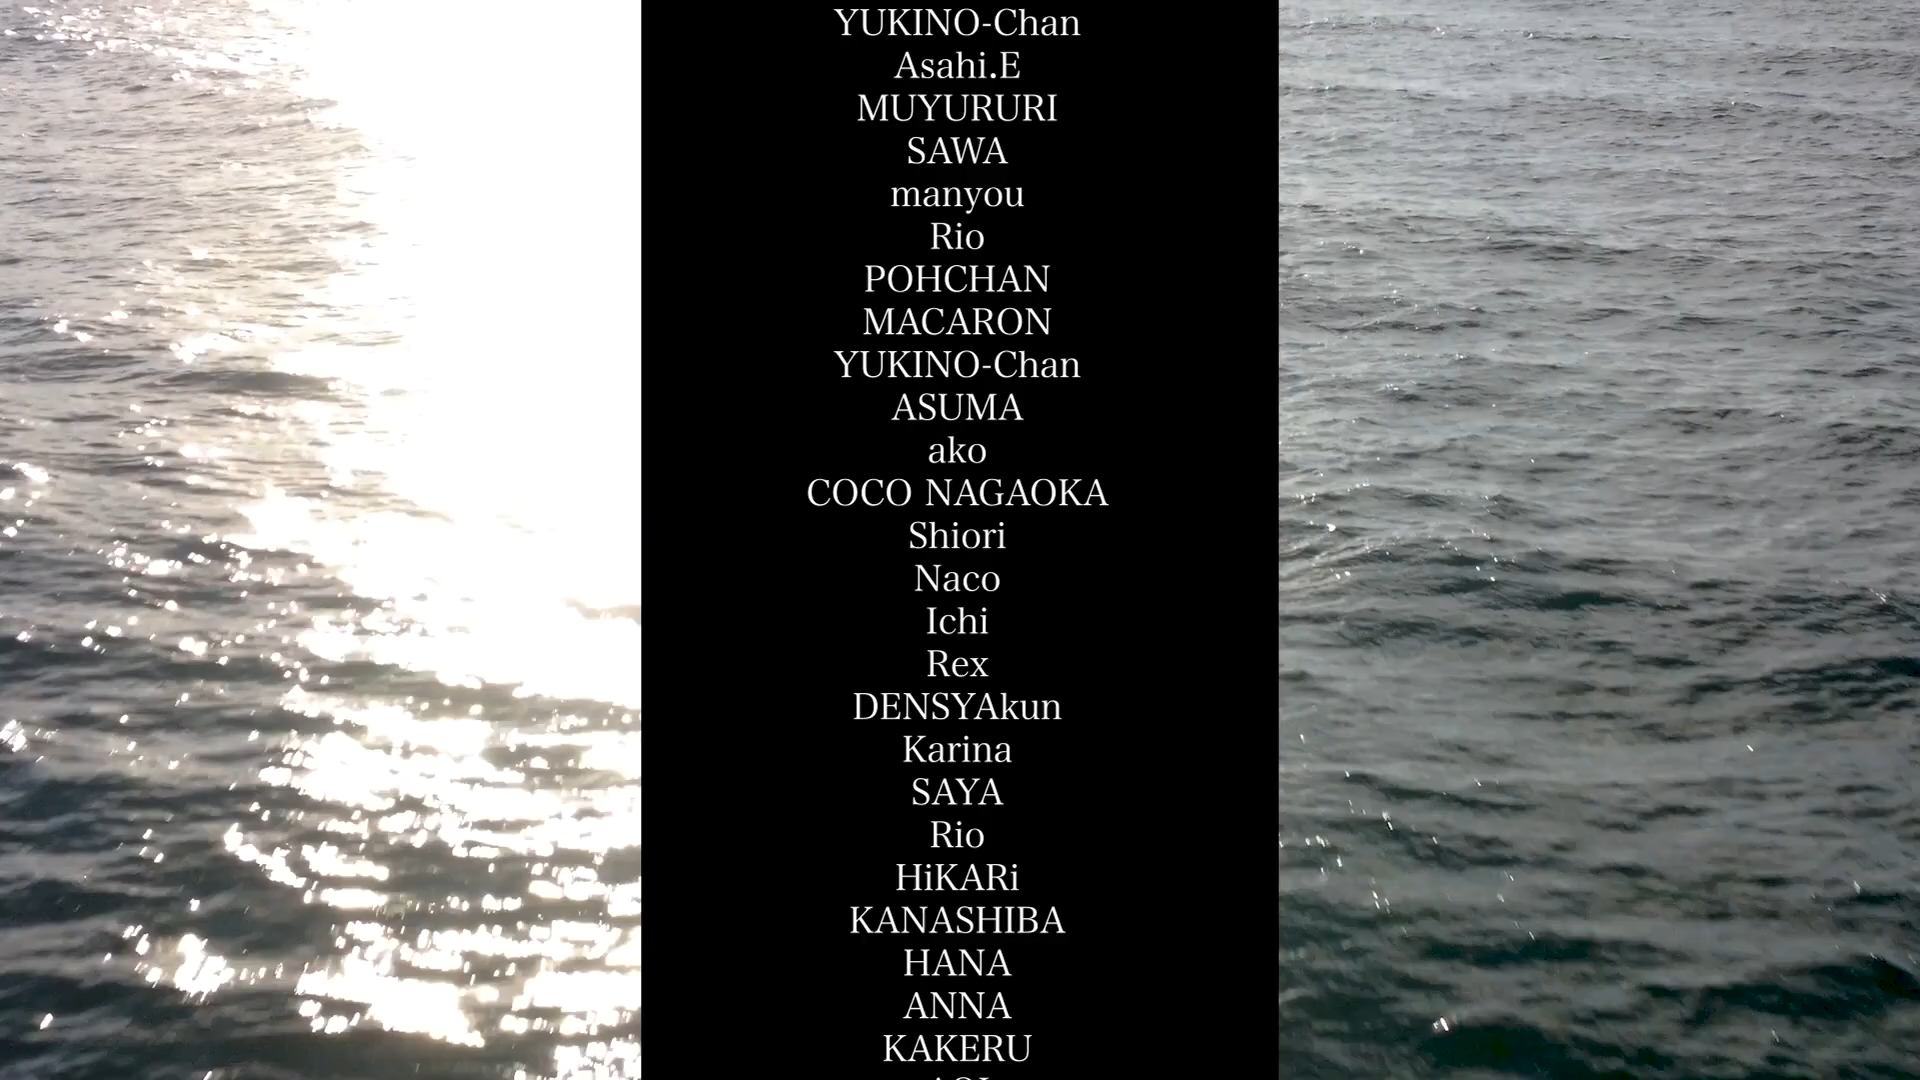 YUKINO-Chan
Asahi.E
MUYURURI
SAWA
manyou
Rio
POHCHAN
MACARON
YUKINO-Chan
ASUMA
ako
COCO NAGAOKA
Shiori
Naco
Ichi
Rex
DENSYAkun
Karina
SAYA
Rio
HiKARi
KANASHIBA
HANA
ANNA
KAKERU